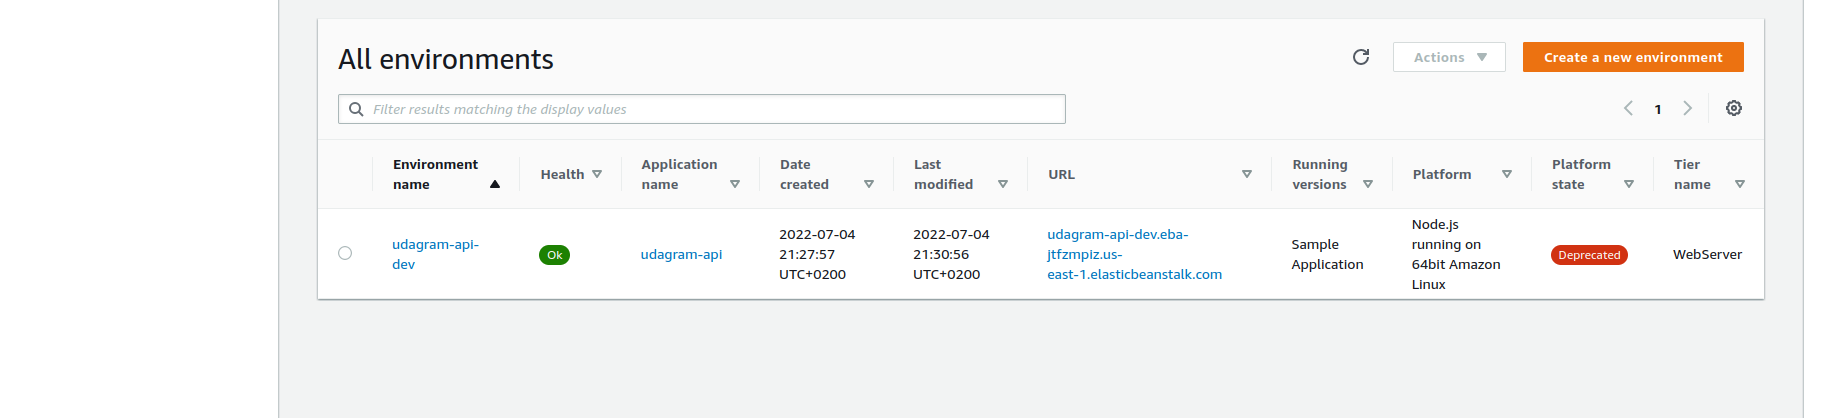 All environments
Actions
Create a new environment
Filter results matching the display values
1
Environment name
Health
Application name
Date created
Last modified
URL
Running versions
Platform
Platform state
Tier name
udagram-api-
dev
Ok
udagram-api
2022-07-04
21:27:57
UTC+0200
2022-07-04
21:30:56
UTC+0200
udagram-api-dev.eba-
jtfzmpiz.us-
east-1.elasticbeanstalk.com
Sample
Application
Node.js
running on
64bit Amazon
Linux
Deprecated
WebServer